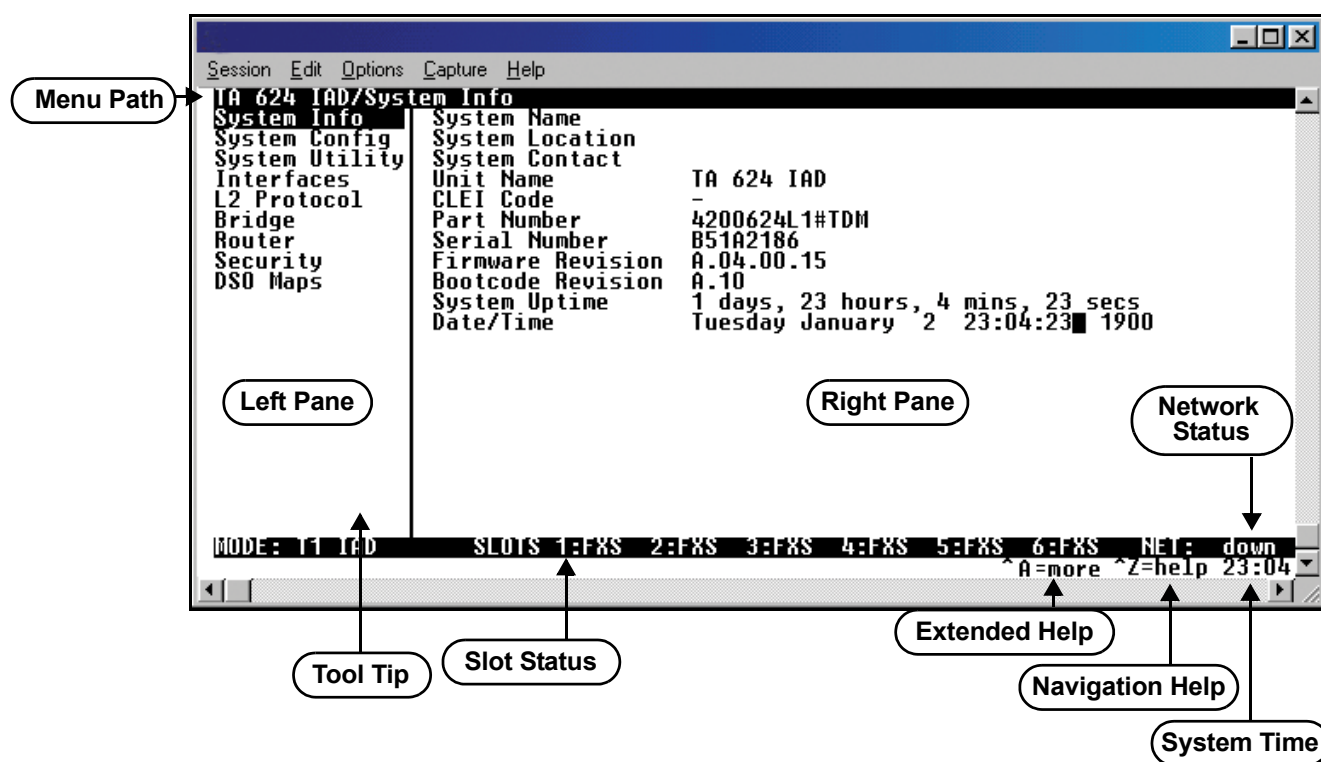 Session Edit Options Capture Help
Menu Path
TA 624 IAD/System Info
System Info System Name
System Config System Location
System Utility System Contact
Interfaces Unit Name TA 624 IAD
L2 Protocol CLEI Code -
Bridge Part Number 4200624L1#TDM
Router Serial Number B51A2186
Security Firmware Revision A.04.00.15
DS0 Maps Bootcode Revision A.10
System Uptime 1 days, 23 hours, 4 mins, 23 secs
Date/Time Tuesday January 2 23:04:23 1900
Left Pane
Right Pane
Network
Status
MODE: T1 IAD SLOTS 1:FXS 2:FXS 3:FXS 4:FXS 5:FXS 6:FXS NET: down
^A=more ^Z=help 23:04
Extended Help
Slot Status
Tool Tip
Navigation Help
System Time